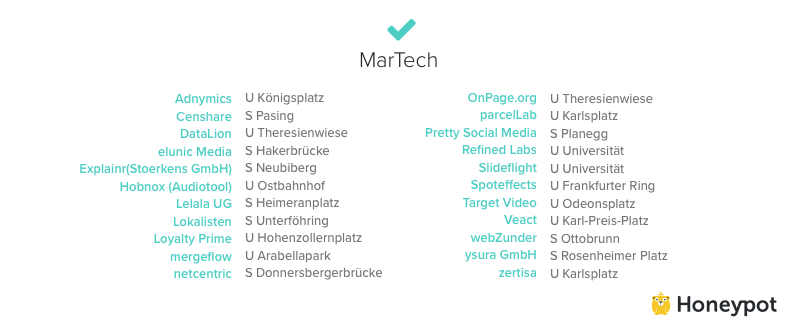 MarTech
Adnymics U Königsplatz
Censhare S Pasing
DataLion U Theresienwiese
elunic Media S Hakerbrücke
Explainr(Stoerkens GmbH) S Neubiberg
Hobnox (Audiotool) U Ostbahnhof
Lelala UG S Heimeranplatz
Lokalisten S Unterföhring
Loyalty Prime U Hohenzollernplatz
mergeflow U Arabellapark
netcentric S Donnersbergerbrücke
OnPage.org U Theresienwiese
parcelLab U Karlsplatz
Pretty Social Media S Planegg
Refined Labs U Universität
Slideflight U Universität
Spoteffects U Frankfurter Ring
Target Video U Odeonsplatz
Veact U Karl-Preis-Platz
webZunder S Ottobrunn
ysura GmbH S Rosenheimer Platz
zertisa U Karlsplatz
Honeypot